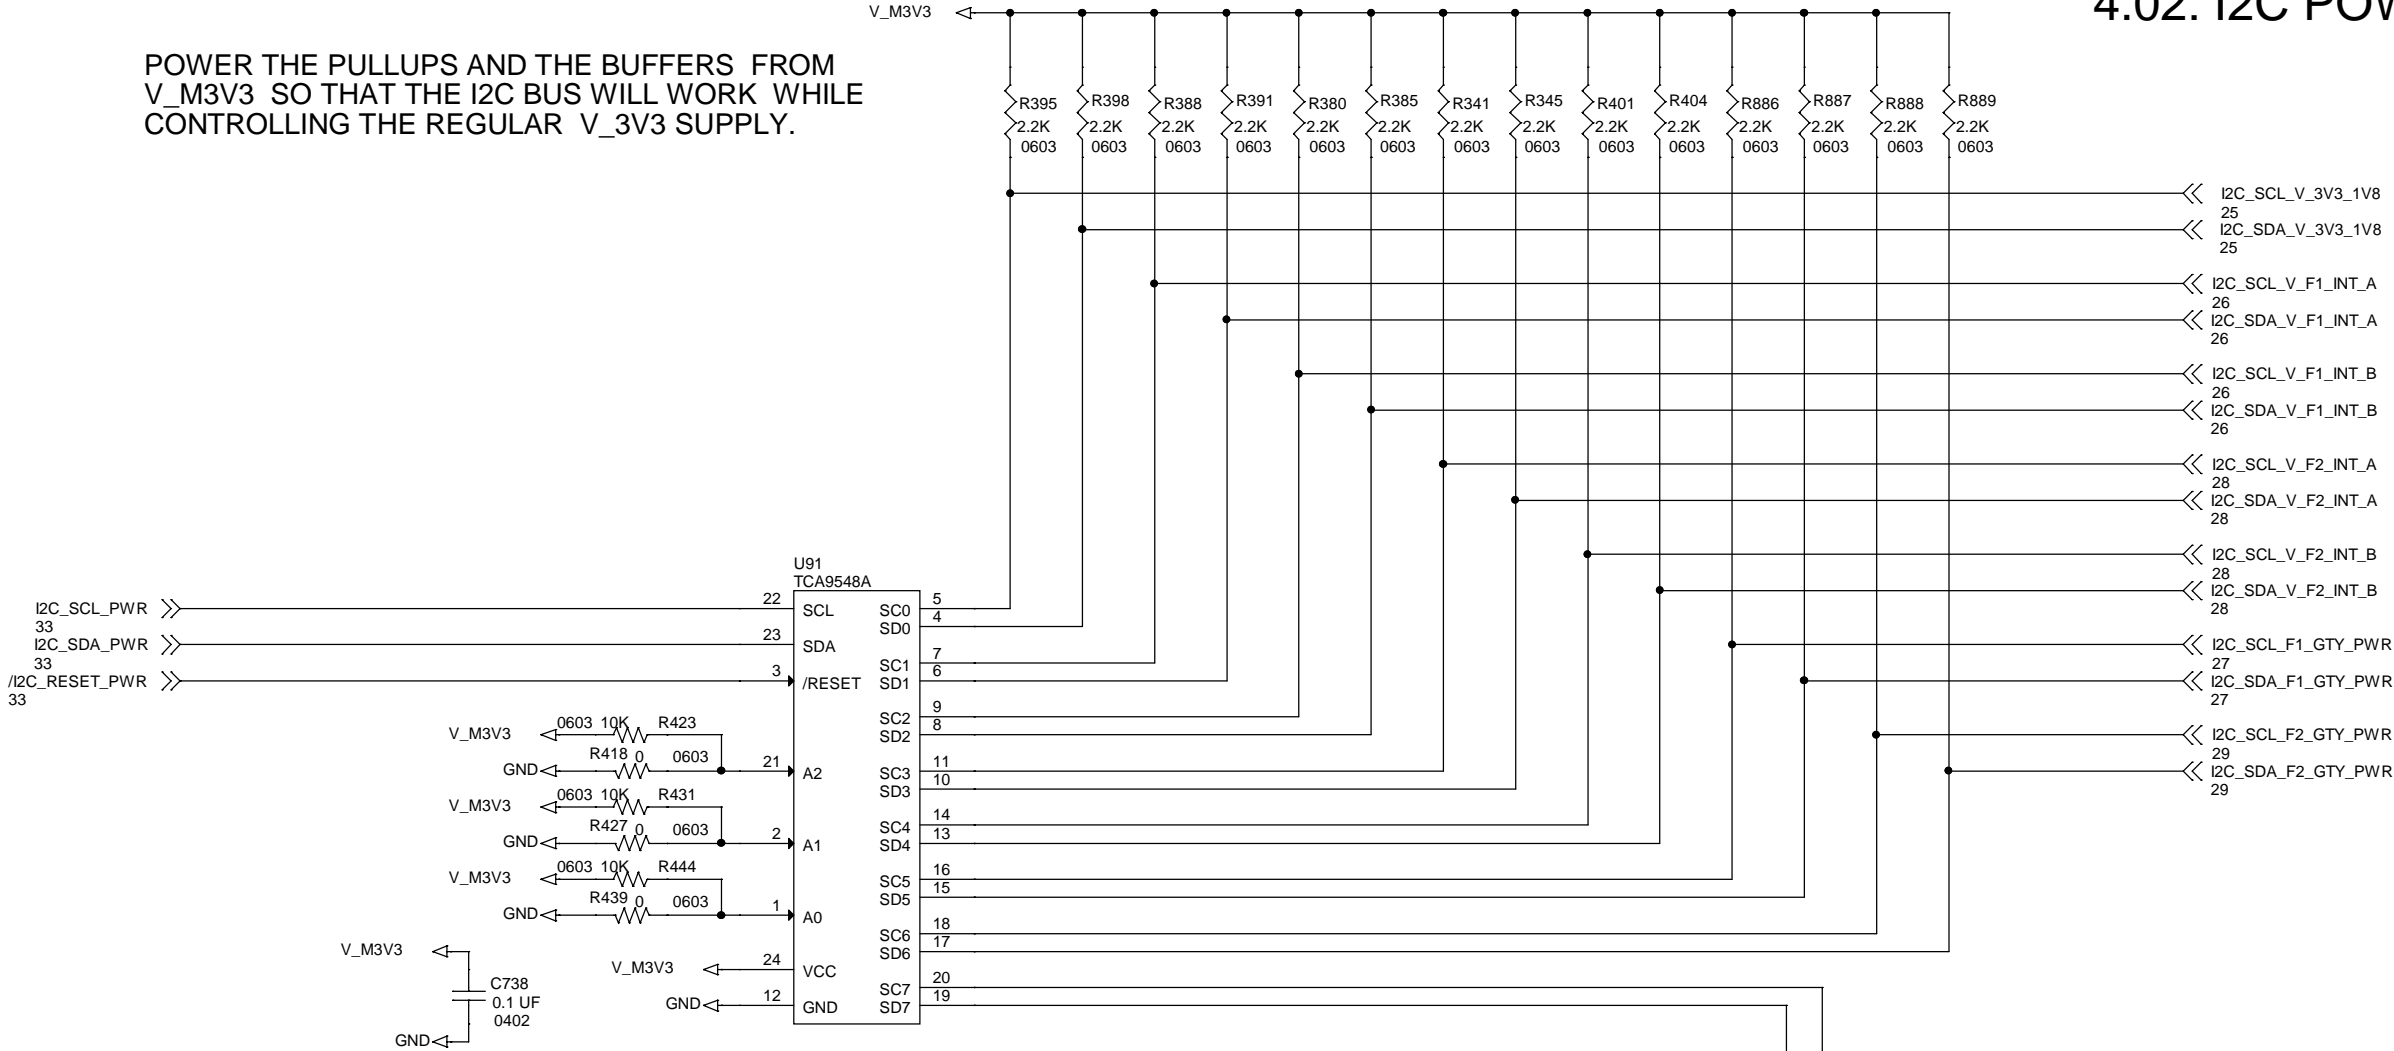 4.02: I2C POW
V_M3V3
POWER THE PULLUPS AND THE BUFFERS FROM
V_M3V3 SO THAT THE I2C BUS WILL WORK WHILE
CONTROLLING THE REGULAR V_3V3 SUPPLY.
R395 R398 R388 R391 R380 R385 R341 R345 R401 R404 R886 R887 R888 R889
2.2K 2.2K 2.2K 2.2K 2.2K 2.2K 2.2K 2.2K 2.2K 2.2K 2.2K 2.2K 2.2K 2.2K
0603 0603 0603 0603 0603 0603 0603 0603 0603 0603 0603 0603 0603 0603
I2C_SCL_V_3V3_1V8
25
I2C_SDA_V_3V3_1V8
25
I2C_SCL_V_F1_INT_A
26
I2C_SDA_V_F1_INT_A
26
I2C_SCL_V_F1_INT_B
26
I2C_SDA_V_F1_INT_B
26
I2C_SCL_V_F2_INT_A
28
I2C_SDA_V_F2_INT_A
28
I2C_SCL_V_F2_INT_B
28
I2C_SDA_V_F2_INT_B
28
I2C_SCL_F1_GTY_PWR
27
I2C_SDA_F1_GTY_PWR
27
I2C_SCL_F2_GTY_PWR
29
I2C_SDA_F2_GTY_PWR
29
U91
TCA9548A
I2C_SCL_PWR
33
I2C_SDA_PWR
33
/I2C_RESET_PWR
33
22 SCL
23 SDA
3 /RESET
V_M3V3 0603 10K R423
GND R418 0 0603 21 A2
V_M3V3 0603 10K R431
GND R427 0 0603 2 A1
V_M3V3 0603 10K R444
GND R439 0 0603 1 A0
V_M3V3 24 VCC
GND 12 GND
SC0 5
SD0 4
SC1 7
SD1 6
SC2 9
SD2 8
SC3 11
SD3 10
SC4 14
SD4 13
SC5 16
SD5 15
SC6 18
SD6 17
SC7 20
SD7 19
V_M3V3
C738
0.1 UF
0402
GND